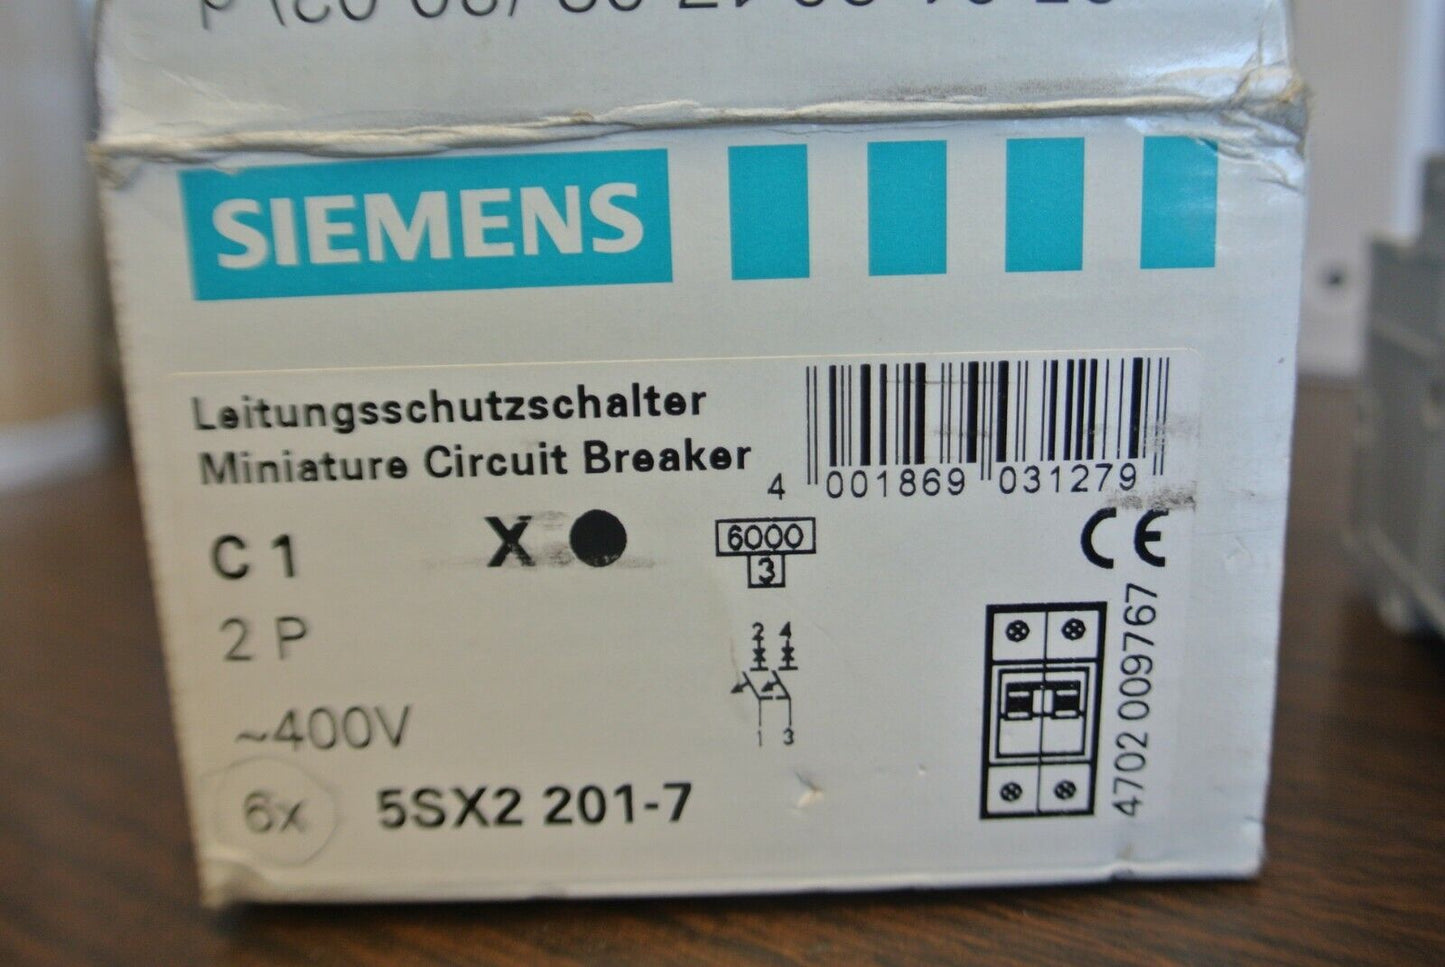 SIEMENS
Leitungsschutzschalter
Miniature Circuit Breaker
4 001869 031279
C 1
X
6000
3
CE
2 P
2 4
~400V
1 3
6x
5SX2 201-7
4702 009767